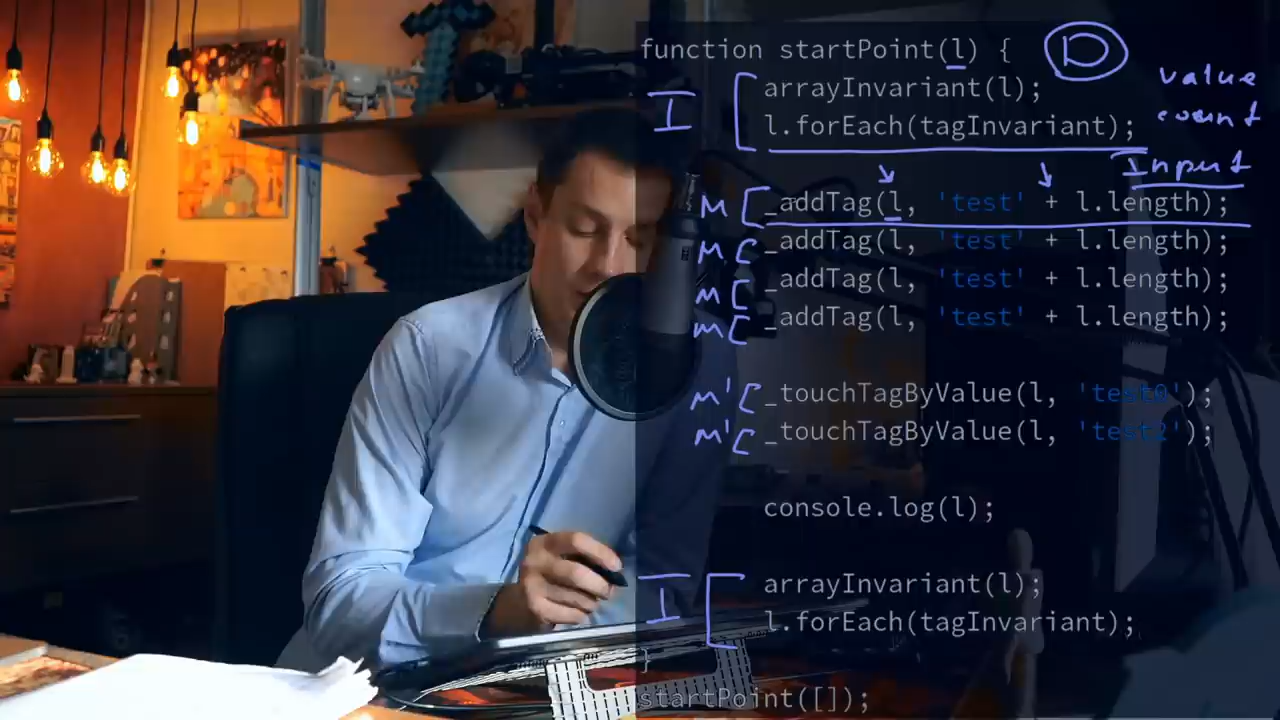 function startPoint(l) { D
value
I arrayInvariant(l);
count
l.forEach(tagInvariant);
Input
M _addTag(l, 'test' + l.length);
M _addTag(l, 'test' + l.length);
M _addTag(l, 'test' + l.length);
M _addTag(l, 'test' + l.length);
M' _touchTagByValue(l, 'test0');
M' _touchTagByValue(l, 'test2');
console.log(l);
I arrayInvariant(l);
l.forEach(tagInvariant);
}
startPoint([]);